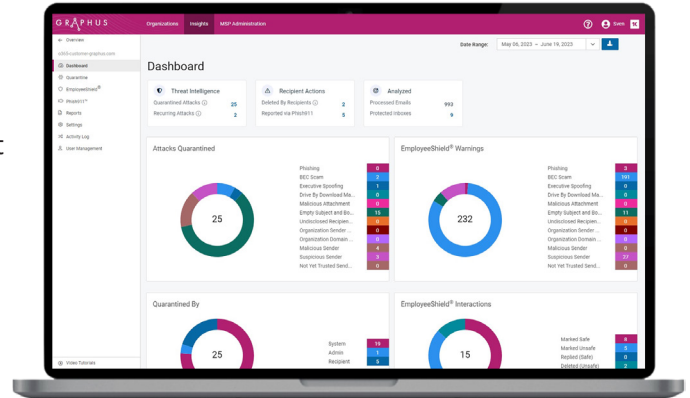 t
GRAPHUS
Organizations Insights MSP Administration
Sven
Overview
Dashboard
Quarantine
EmployeeShield®
Phish911™
Reports
Settings
Activity Log
User Management
Video Tutorials
Date Range: May 06, 2023 – June 19, 2023
Dashboard
Threat Intelligence
Quarantined Attacks 25
Recurring Attacks 2
Recipient Actions
Deleted By Recipients 2
Reported via Phish911 5
Analyzed
Processed Emails 993
Protected Inboxes 9
Attacks Quarantined
25
Phishing 0
BEC Scam 2
Executive Spoofing 1
Drive By Download Ma... 0
Malicious Attachment 0
Empty Subject and Bo... 15
Undisclosed Recipien... 0
Organization Sender ... 0
Organization Domain ... 0
Malicious Sender 4
Suspicious Sender 3
Not Yet Trusted Send... 0
EmployeeShield® Warnings
232
Phishing 3
BEC Scam 191
Executive Spoofing 0
Drive By Download Ma... 0
Malicious Attachment 0
Empty Subject and Bo... 11
Undisclosed Recipien... 0
Organization Sender ... 0
Organization Domain ... 0
Malicious Sender 0
Suspicious Sender 27
Not Yet Trusted Send... 0
Quarantined By
25
System 19
Admin 1
Recipient 5
EmployeeShield® Interactions
15
Marked Safe 8
Marked Unsafe 5
Replied (Safe) 0
Deleted (Unsafe) 2